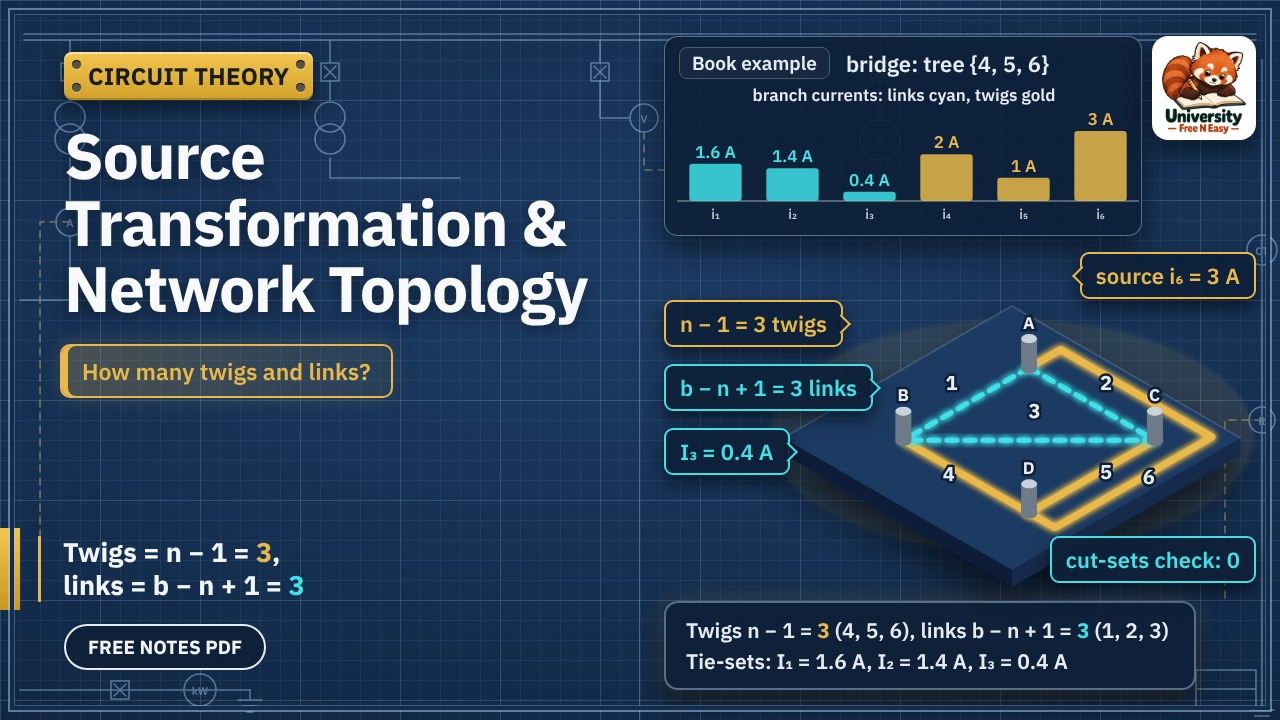 CIRCUIT THEORY
Source
Transformation &
Network Topology
How many twigs and links?
Twigs = n − 1 = 3,
links = b − n + 1 = 3
FREE NOTES PDF
kW
Book example
bridge: tree {4, 5, 6}
branch currents: links cyan, twigs gold
1.6 A
1.4 A
0.4 A
2 A
1 A
3 A
i₁
i₂
i₃
i₄
i₅
i₆
University
Free N Easy
V
A
source i₆ = 3 A
n − 1 = 3 twigs
b − n + 1 = 3 links
I₃ = 0.4 A
A
B
C
D
1
2
3
4
5
6
cut-sets check: 0
Twigs n − 1 = 3 (4, 5, 6), links b − n + 1 = 3 (1, 2, 3)
Tie-sets: I₁ = 1.6 A, I₂ = 1.4 A, I₃ = 0.4 A